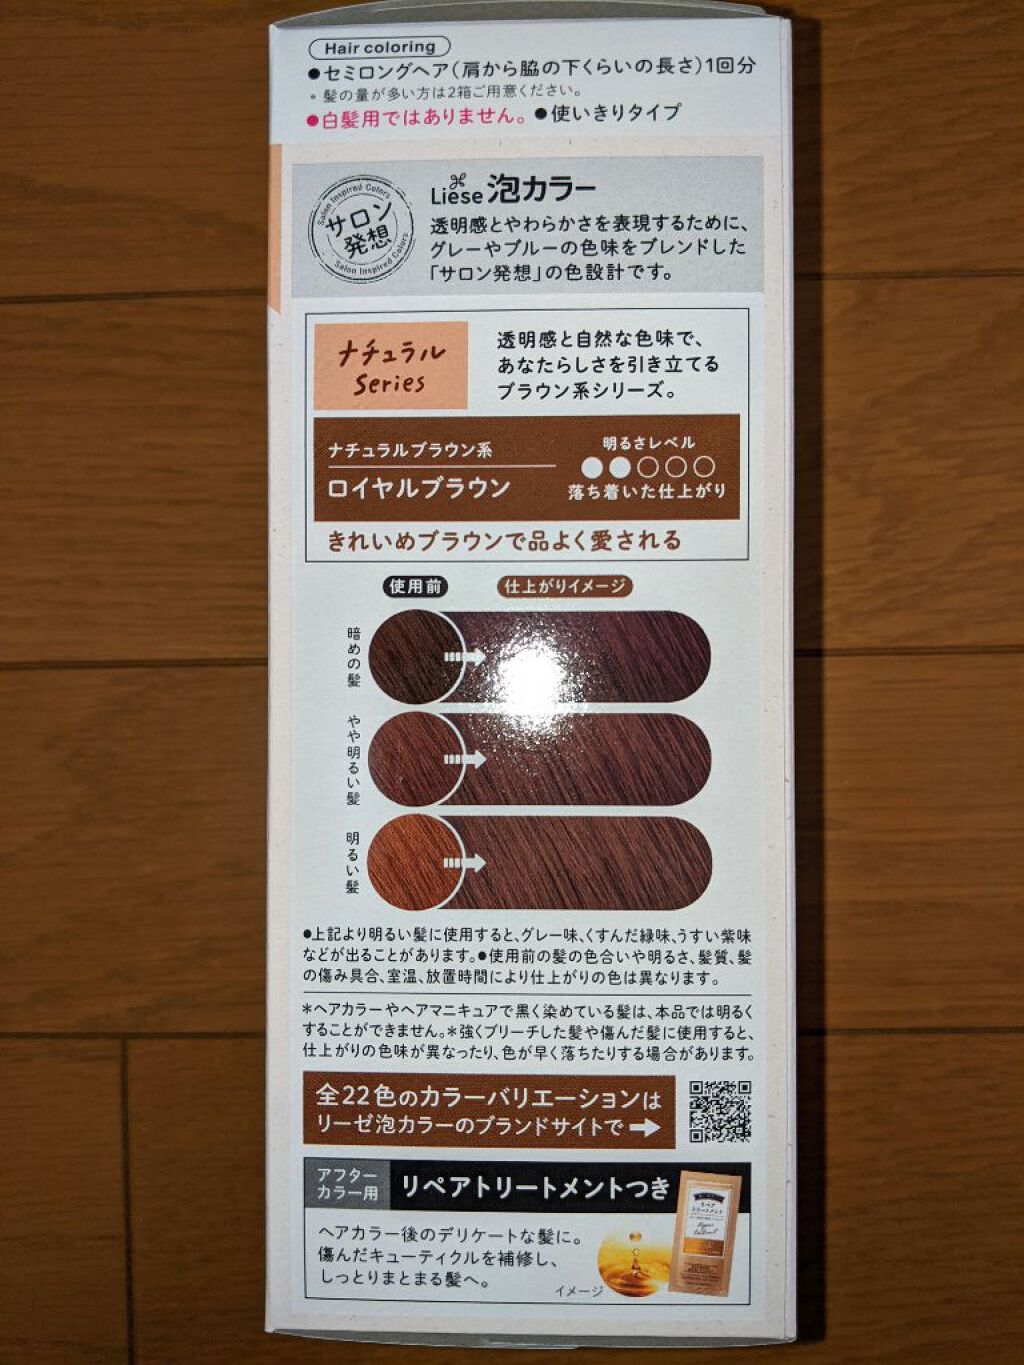 Hair coloring
●セミロングヘア(肩から脇の下くらいの長さ)1回分
・髪の量が多い方は2箱ご用意ください。
●白髪用ではありません。●使いきりタイプ
Salon Inspired Colors
サロン
発想
Salon Inspired Colors
Liese 泡カラー
透明感とやわらかさを表現するために、
グレーやブルーの色味をブレンドした
「サロン発想」の色設計です。
ナチュラル
Series
透明感と自然な色味で、
あなたらしさを引き立てる
ブラウン系シリーズ。
ナチュラルブラウン系
ロイヤルブラウン
明るさレベル
●●○○○
落ち着いた仕上がり
きれいめブラウンで品よく愛される
使用前
仕上がりイメージ
暗めの髪
やや明るい髪
明るい髪
●上記より明るい髪に使用すると、グレー味、くすんだ緑味、うすい紫味
などが出ることがあります。●使用前の髪の色合いや明るさ、髪質、髪
の傷み具合、室温、放置時間により仕上がりの色は異なります。
＊ヘアカラーやヘアマニキュアで黒く染めている髪は、本品では明るく
することができません。＊強くブリーチした髪や傷んだ髪に使用すると、
仕上がりの色味が異なったり、色が早く落ちたりする場合があります。
全22色のカラーバリエーションは
リーゼ泡カラーのブランドサイトで➡
アフター
カラー用
リペアトリートメントつき
ヘアカラー後のデリケートな髪に。
傷んだキューティクルを補修し、
しっとりまとまる髪へ。
イメージ
リペア
トリートメント